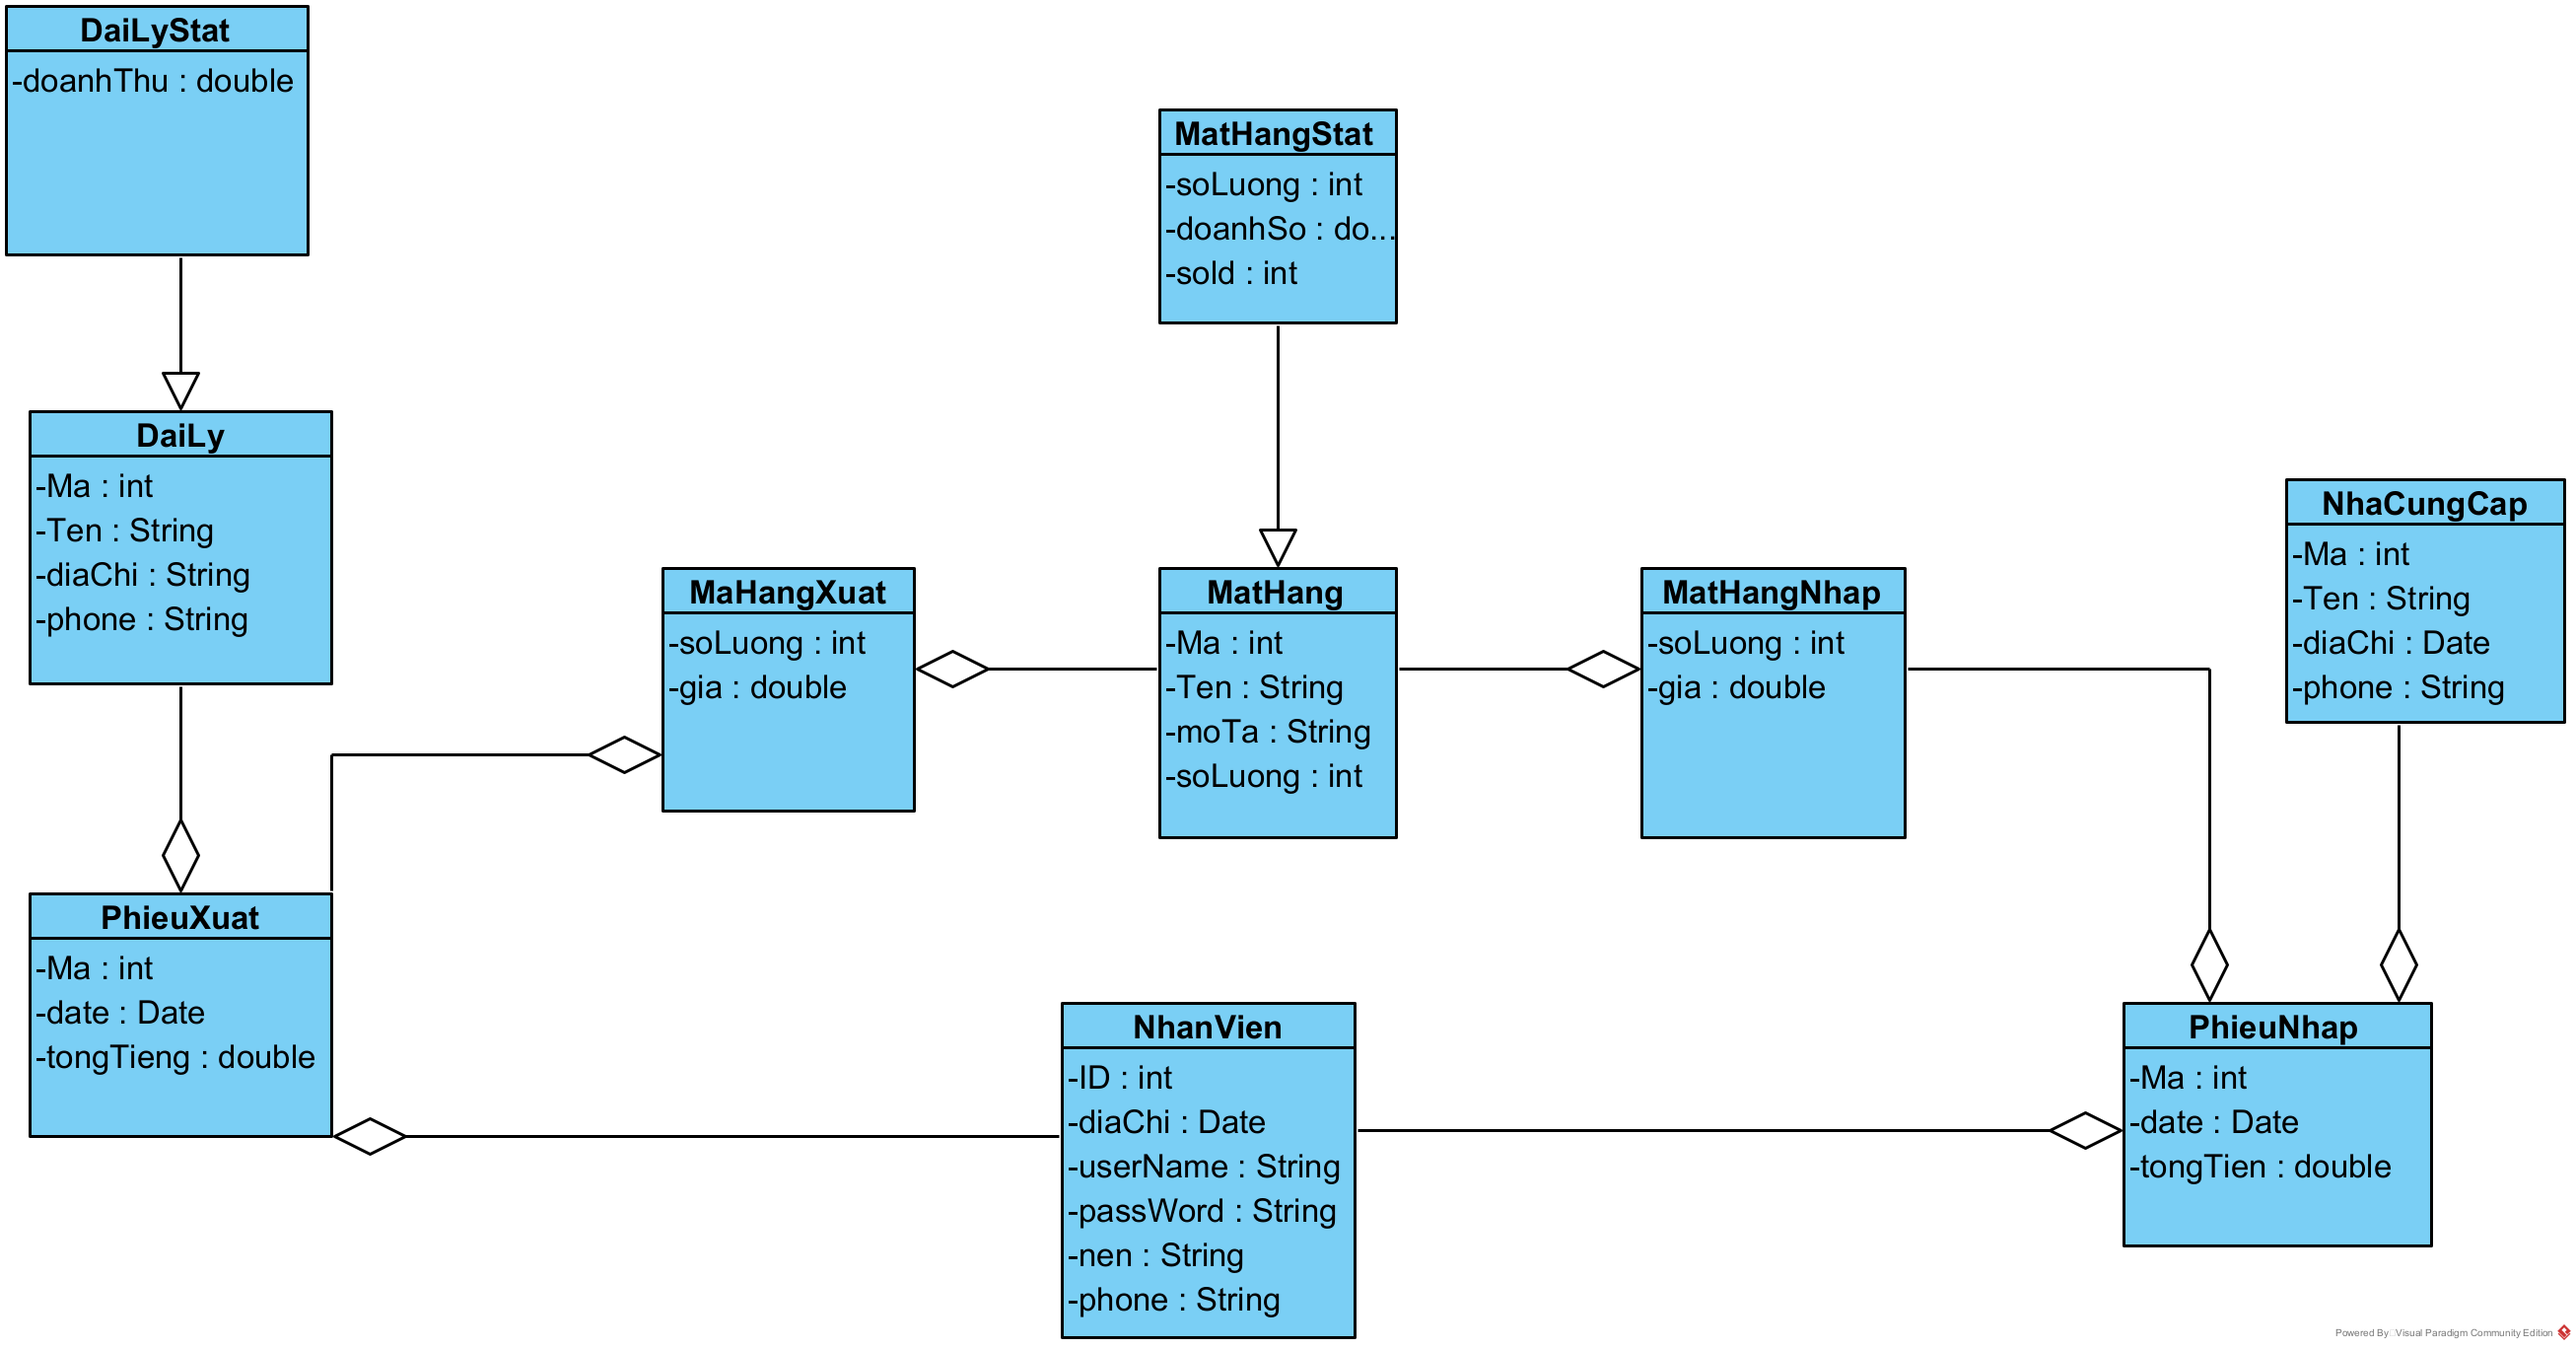 DaiLyStat
-doanhThu : double
MatHangStat
-soLuong : int
-doanhSo : do...
-sold : int
DaiLy
-Ma : int
-Ten : String
-diaChi : String
-phone : String
MaHangXuat
-soLuong : int
-gia : double
MatHang
-Ma : int
-Ten : String
-moTa : String
-soLuong : int
MatHangNhap
-soLuong : int
-gia : double
NhaCungCap
-Ma : int
-Ten : String
-diaChi : Date
-phone : String
PhieuXuat
-Ma : int
-date : Date
-tongTieng : double
NhanVien
-ID : int
-diaChi : Date
-userName : String
-passWord : String
-nen : String
-phone : String
PhieuNhap
-Ma : int
-date : Date
-tongTien : double
Powered By Visual Paradigm Community Edition